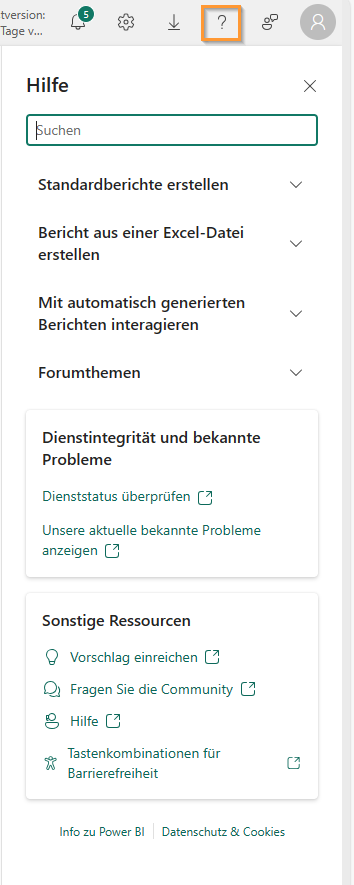 tversion:
Tage v...
5
?
Hilfe
Suchen
Standardberichte erstellen
Bericht aus einer Excel-Datei
erstellen
Mit automatisch generierten
Berichten interagieren
Forumthemen
Dienstintegrität und bekannte
Probleme
Dienststatus überprüfen
Unsere aktuelle bekannte Probleme
anzeigen
Sonstige Ressourcen
Vorschlag einreichen
Fragen Sie die Community
Hilfe
Tastenkombinationen für
Barrierefreiheit
Info zu Power BI
Datenschutz & Cookies